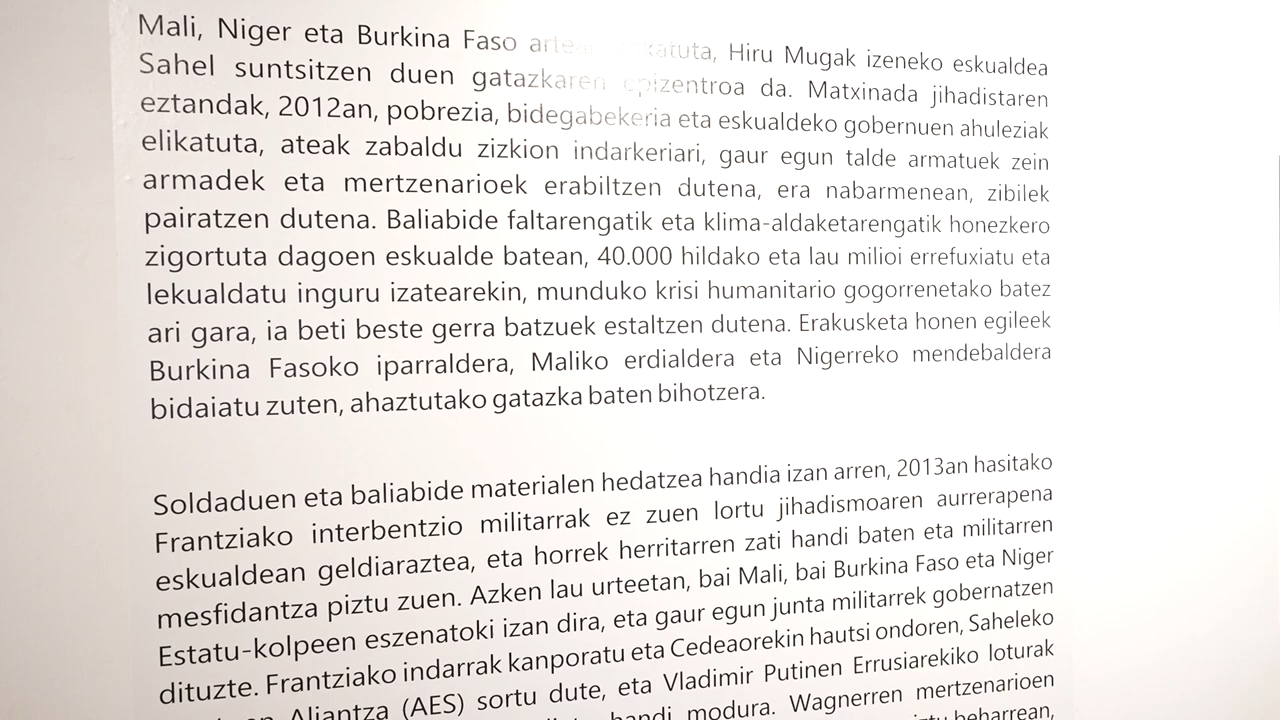 Mali, Niger eta Burkina Faso artean kokatuta, Hiru Mugak izeneko eskualdea
Sahel suntsitzen duen gatazkaren epizentroa da. Matxinada jihadistaren
eztandak, 2012an, pobrezia, bidegabekeria eta eskualdeko gobernuen ahuleziak
elikatuta, ateak zabaldu zizkion indarkeriari, gaur egun talde armatuek zein
armadek eta mertzenarioek erabiltzen dutena, era nabarmenean, zibilek
pairatzen dutena. Baliabide faltarengatik eta klima-aldaketarengatik honezkero
zigortuta dagoen eskualde batean, 40.000 hildako eta lau milioi errefuxiatu eta
lekualdatu inguru izatearekin, munduko krisi humanitario gogorrenetako batez
ari gara, ia beti beste gerra batzuek estaltzen dutena. Erakusketa honen egileek
Burkina Fasoko iparraldera, Maliko erdialdera eta Nigerreko mendebaldera
bidaiatu zuten, ahaztutako gatazka baten bihotzera.
Soldaduen eta baliabide materialen hedatzea handia izan arren, 2013an hasitako
Frantziako interbentzio militarrak ez zuen lortu jihadismoaren aurrerapena
eskualdean geldiaraztea, eta horrek herritarren zati handi baten eta militarren
mesfidantza piztu zuen. Azken lau urteetan, bai Mali, bai Burkina Faso eta Niger
Estatu-kolpeen eszenatoki izan dira, eta gaur egun junta militarrek gobernatzen
dituzte. Frantziako indarrak kanporatu eta Cedeaorekin hautsi ondoren, Saheleko
Aliantza (AES) sortu dute, eta Vladimir Putinen Errusiarekiko loturak
handi modura. Wagnerren mertzenarioen
beharrean,